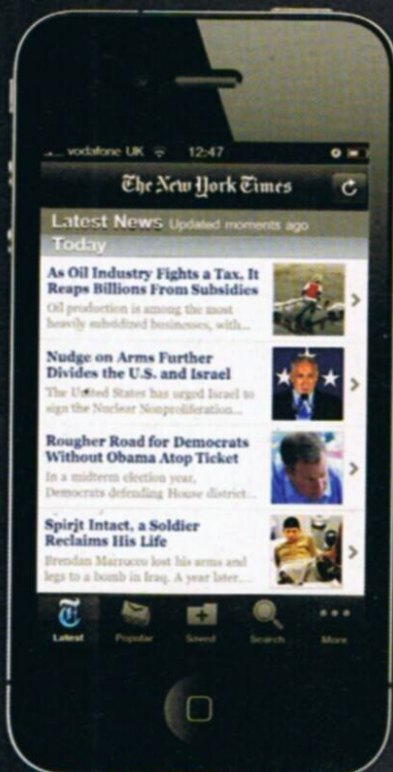 vodafone UK 12:47
The New York Times
Latest News Updated moments ago
Today
As Oil Industry Fights a Tax, It
Reaps Billions From Subsidies
Oil production is among the most
heavily subsidized businesses, with...
Nudge on Arms Further
Divides the U.S. and Israel
The United States has urged Israel to
sign the Nuclear Nonproliferation...
Rougher Road for Democrats
Without Obama Atop Ticket
In a midterm election year,
Democrats defending House district...
Spirit Intact, a Soldier
Reclaims His Life
Brendan Marrocco lost his arms and
legs to a bomb in Iraq. A year later,...
Latest Popular Saved Search More